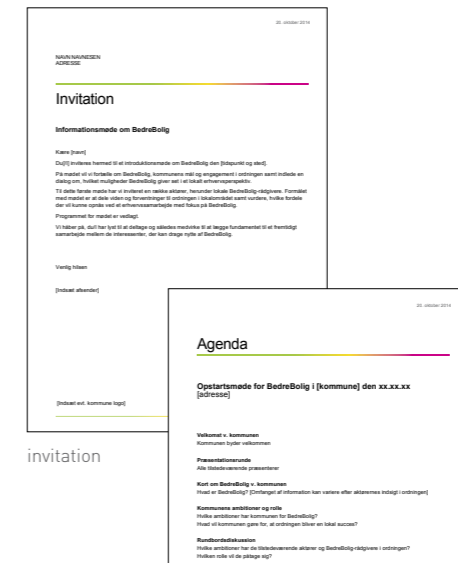 20. oktober 2014
NAVN NAVNESEN
ADRESSE
Invitation
Informationsmøde om BedreBolig
Kære [navn]
Du[/I] inviteres hermed til et introduktionsmøde om BedreBolig den [tidspunkt og sted].
På mødet vil vi fortælle om BedreBolig, kommunens mål og engagement i ordningen samt indlede en
dialog om, hvilket muligheder BedreBolig giver set i et lokalt erhvervsperspektiv.
Til dette første møde har vi inviteret en række aktører, herunder lokale BedreBolig-rådgivere. Formålet
med mødet er at dele viden og forventninger til ordningen i lokalområdet samt vurdere, hvilke fordele
der vil kunne opnås ved et erhvervssamarbejde med fokus på BedreBolig.
Programmet for mødet er vedlagt.
Vi håber på, du/I har lyst til at deltage og således medvirke til at lægge fundamentet til et fremtidigt
samarbejde mellem de interessenter, der kan drage nytte af BedreBolig.
Venlig hilsen
[Indsæt afsender]
[Indsæt evt. kommune logo]
invitation
20. oktober 2014
Agenda
Opstartsmøde for BedreBolig i [kommune] den xx.xx.xx
[adresse]
Velkomst v. kommunen
Kommunen byder velkommen
Præsentationsrunde
Alle tilstedeværende præsenterer
Kort om BedreBolig v. kommunen
Hvad er BedreBolig? [Omfanget af information kan variere efter aktørernes indsigt i ordningen]
Kommunens ambitioner og rolle
Hvilke ambitioner har kommunen for BedreBolig?
Hvad vil kommunen gøre for, at ordningen bliver en lokal succes?
Rundbordsdiskussion
Hvilke ambitioner har de tilstedeværende aktører og BedreBolig-rådgivere i ordningen?
Hvilken rolle vil de påtage sig?